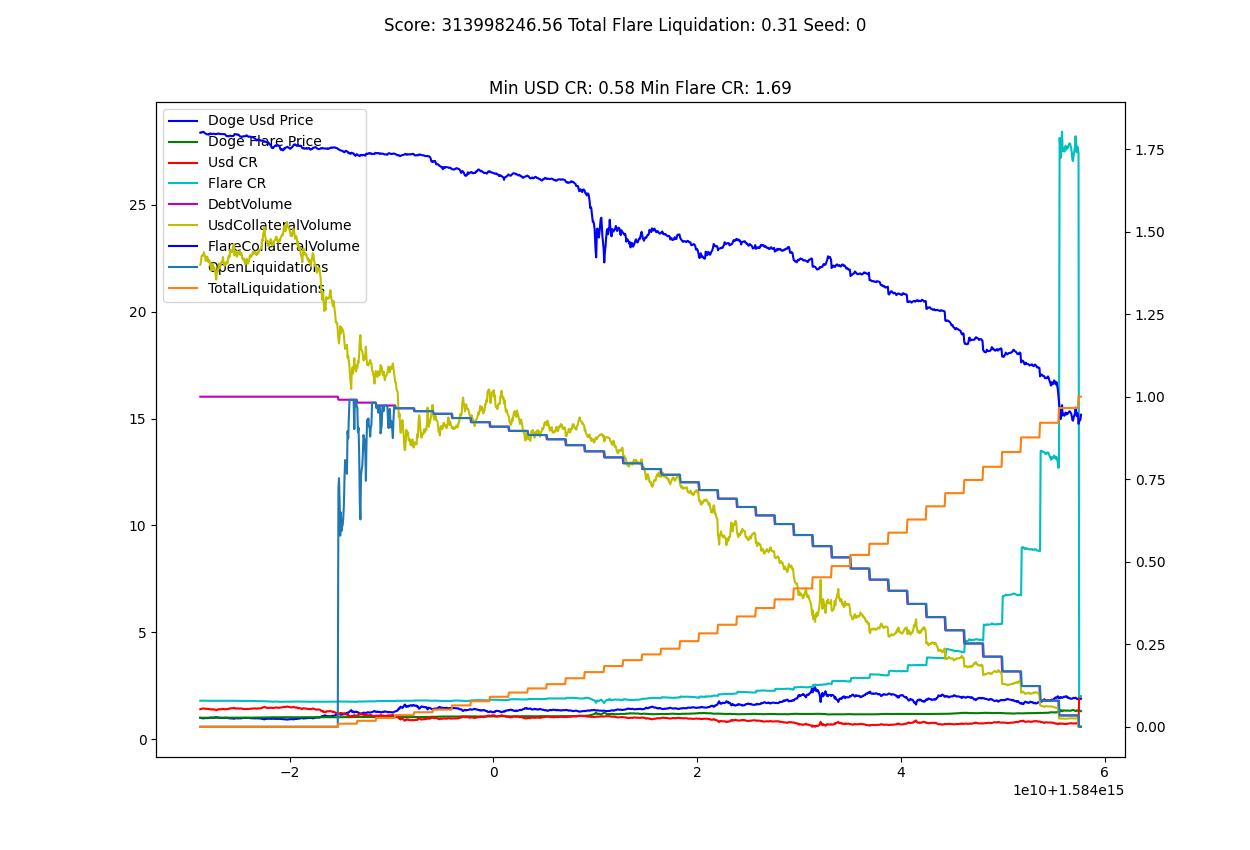 Score: 313998246.56 Total Flare Liquidation: 0.31 Seed: 0
Min USD CR: 0.58 Min Flare CR: 1.69
Doge Usd Price
Doge Flare Price
Usd CR
Flare CR
DebtVolume
UsdCollateralVolume
FlareCollateralVolume
OpenLiquidations
TotalLiquidations
25
20
15
10
5
0
1.75
1.50
1.25
1.00
0.75
0.50
0.25
0.00
−2
0
2
4
6
1e10+1.584e15